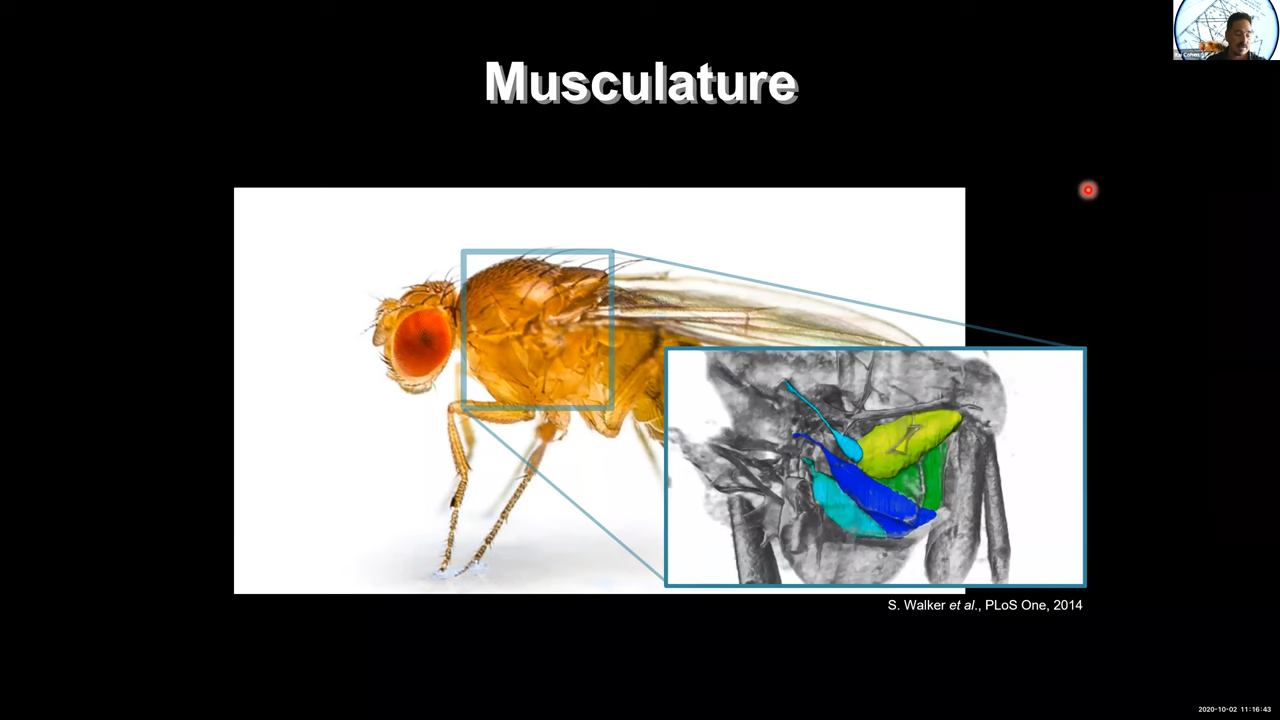 Musculature
S. Walker et al., PLoS One, 2014
2020-10-02 11:16:43